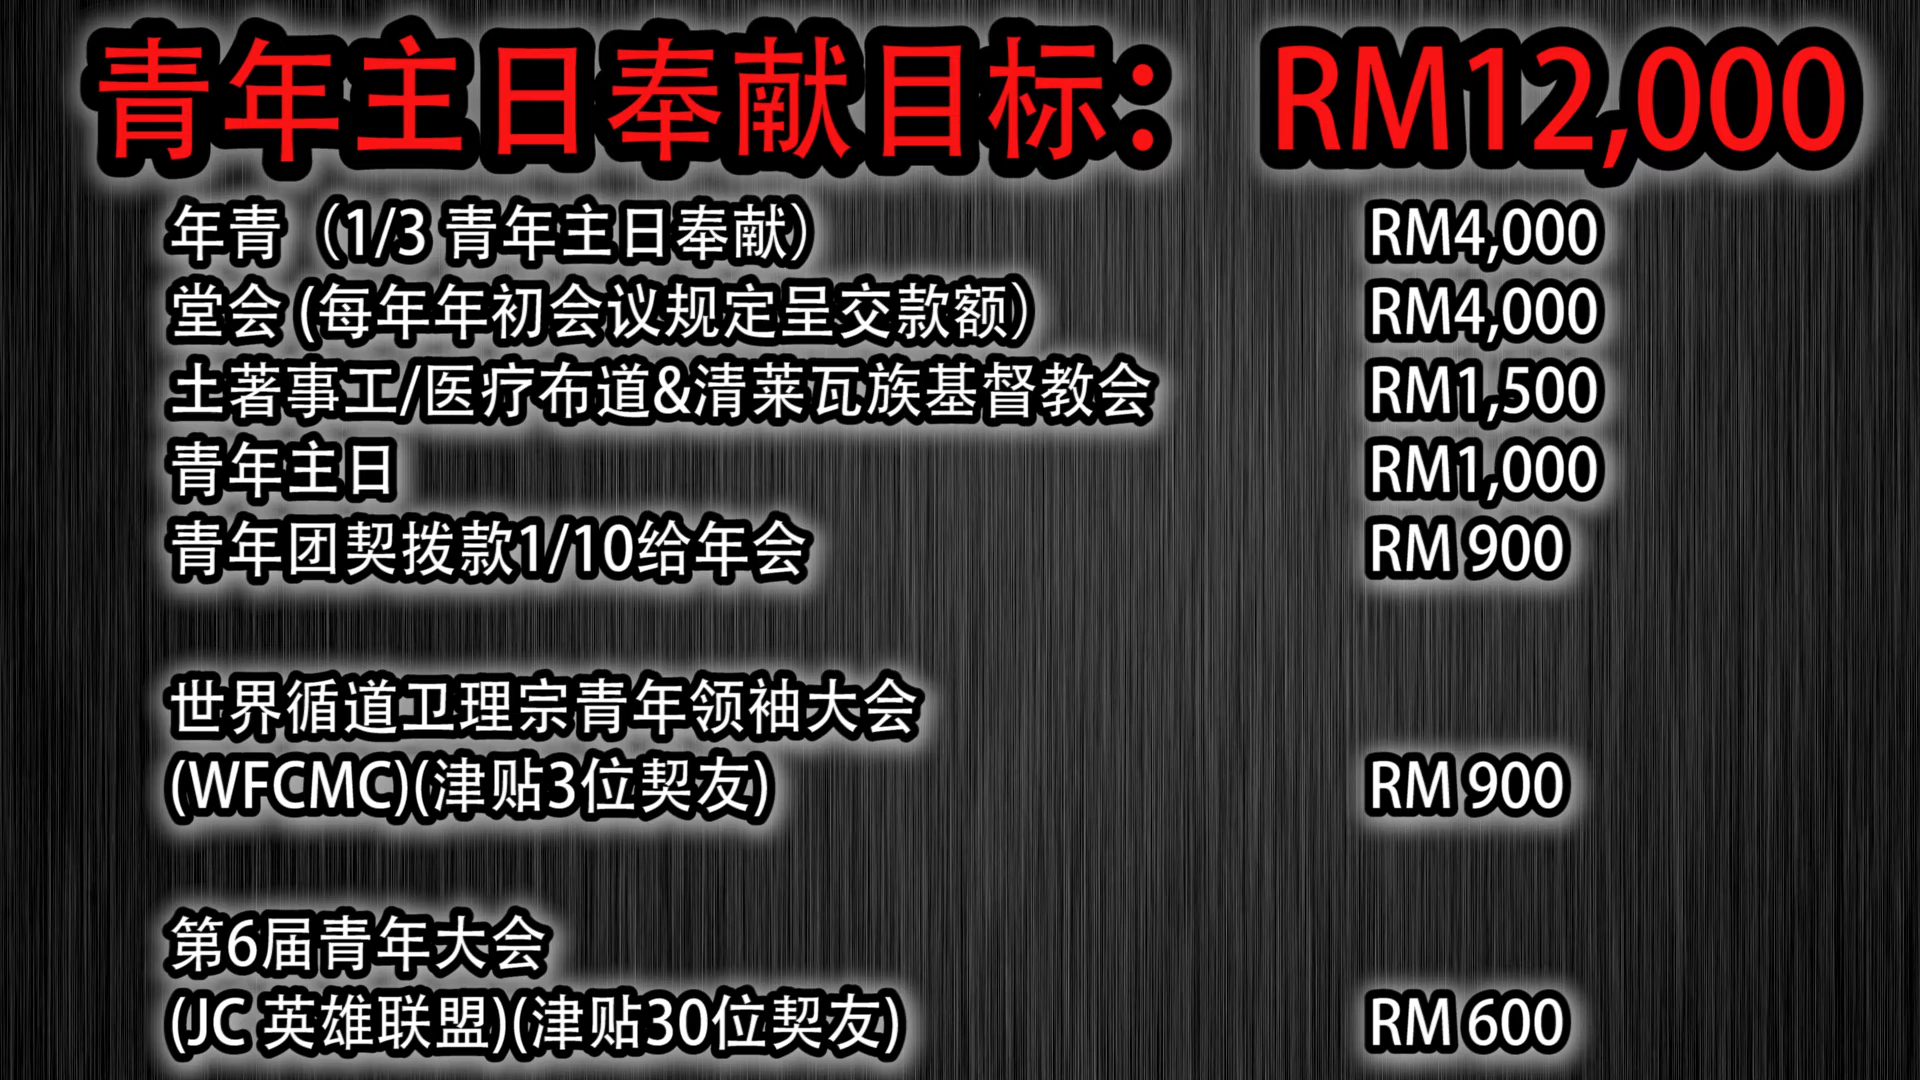 青年主日奉献目标： RM12,000
年青（1/3 青年主日奉献） RM4,000
堂会 (每年年初会议规定呈交款额） RM4,000
土著事工/医疗布道&清莱瓦族基督教会 RM1,500
青年主日 RM1,000
青年团契拨款1/10给年会 RM 900
世界循道卫理宗青年领袖大会
(WFCMC)(津贴3位契友) RM 900
第6届青年大会
(JC 英雄联盟)(津贴30位契友) RM 600